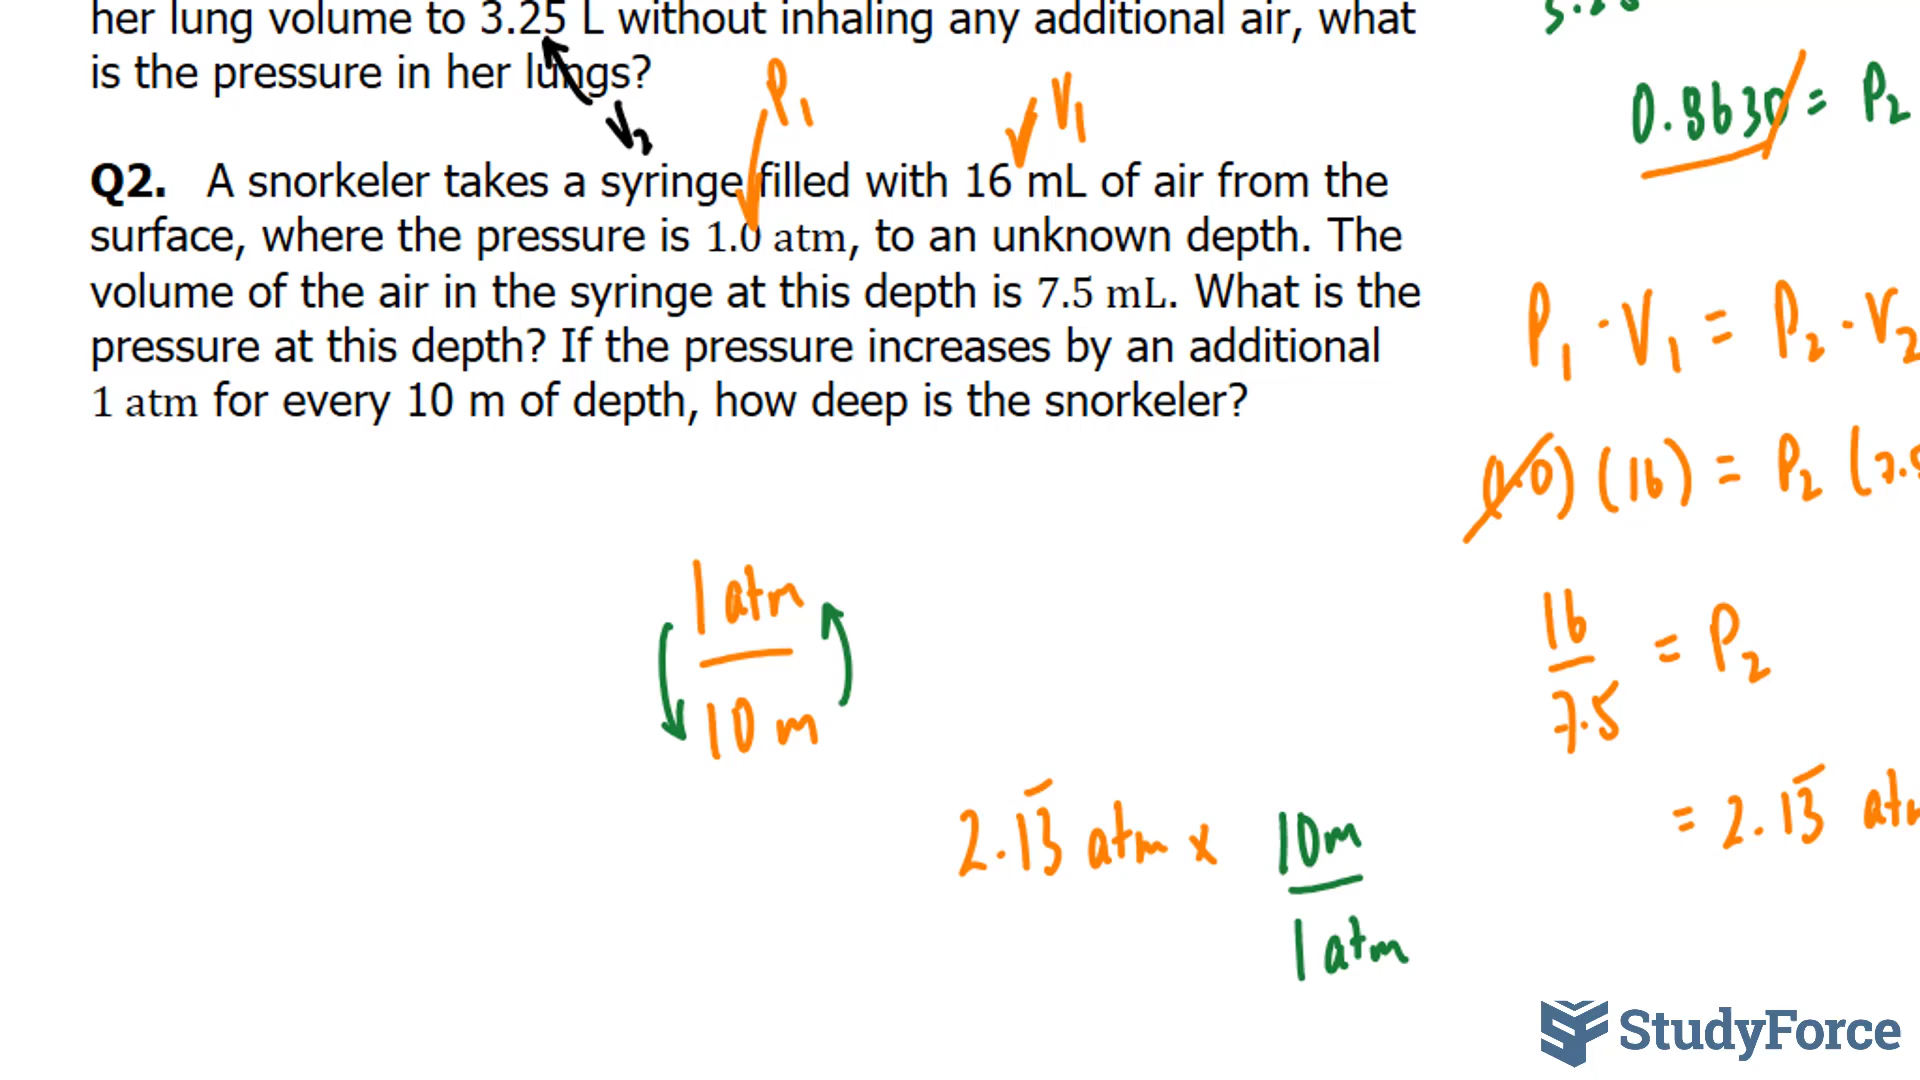 her lung volume to 3.25 L without inhaling any additional air, what
is the pressure in her lungs?
V2
P1
V1
0.8630 = P2
Q2. A snorkeler takes a syringe filled with 16 mL of air from the
surface, where the pressure is 1.0 atm, to an unknown depth. The
volume of the air in the syringe at this depth is 7.5 mL. What is the
pressure at this depth? If the pressure increases by an additional
1 atm for every 10 m of depth, how deep is the snorkeler?
P1 · V1 = P2 · V2
(1.0) (16) = P2 (7.5
16
7.5
= P2
= 2.13̄ atm
1 atm
10 m
2.13̄ atm x
10m
1 atm
StudyForce